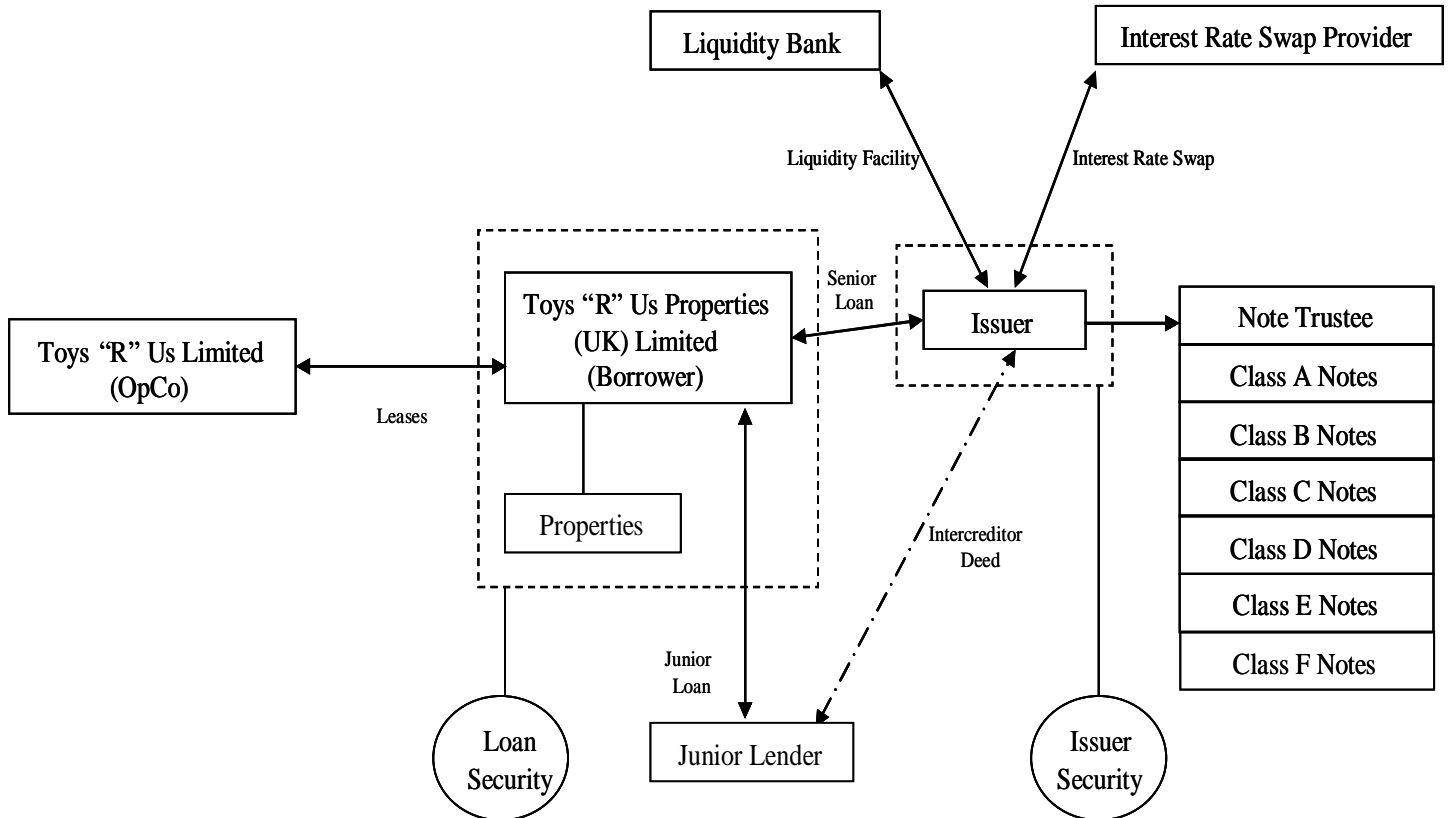 Liquidity Bank
Interest Rate Swap Provider
Liquidity Facility
Interest Rate Swap
Toys “R” Us Limited
(OpCo)
Leases
Toys “R” Us Properties
(UK) Limited
(Borrower)
Properties
Senior
Loan
Issuer
Note Trustee
Class A Notes
Class B Notes
Class C Notes
Class D Notes
Class E Notes
Class F Notes
Intercreditor
Deed
Junior
Loan
Loan
Security
Junior Lender
Issuer
Security